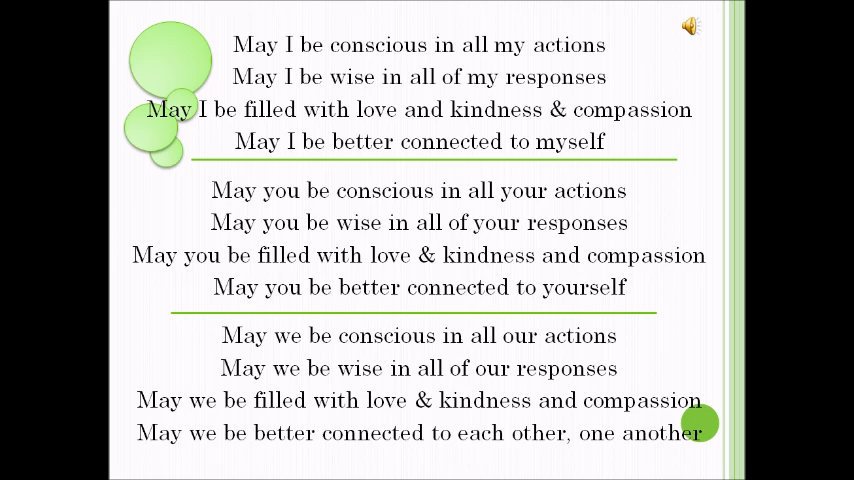 May I be conscious in all my actions
May I be wise in all of my responses
May I be filled with love and kindness & compassion
May I be better connected to myself
May you be conscious in all your actions
May you be wise in all of your responses
May you be filled with love & kindness and compassion
May you be better connected to yourself
May we be conscious in all our actions
May we be wise in all of our responses
May we be filled with love & kindness and compassion
May we be better connected to each other, one another